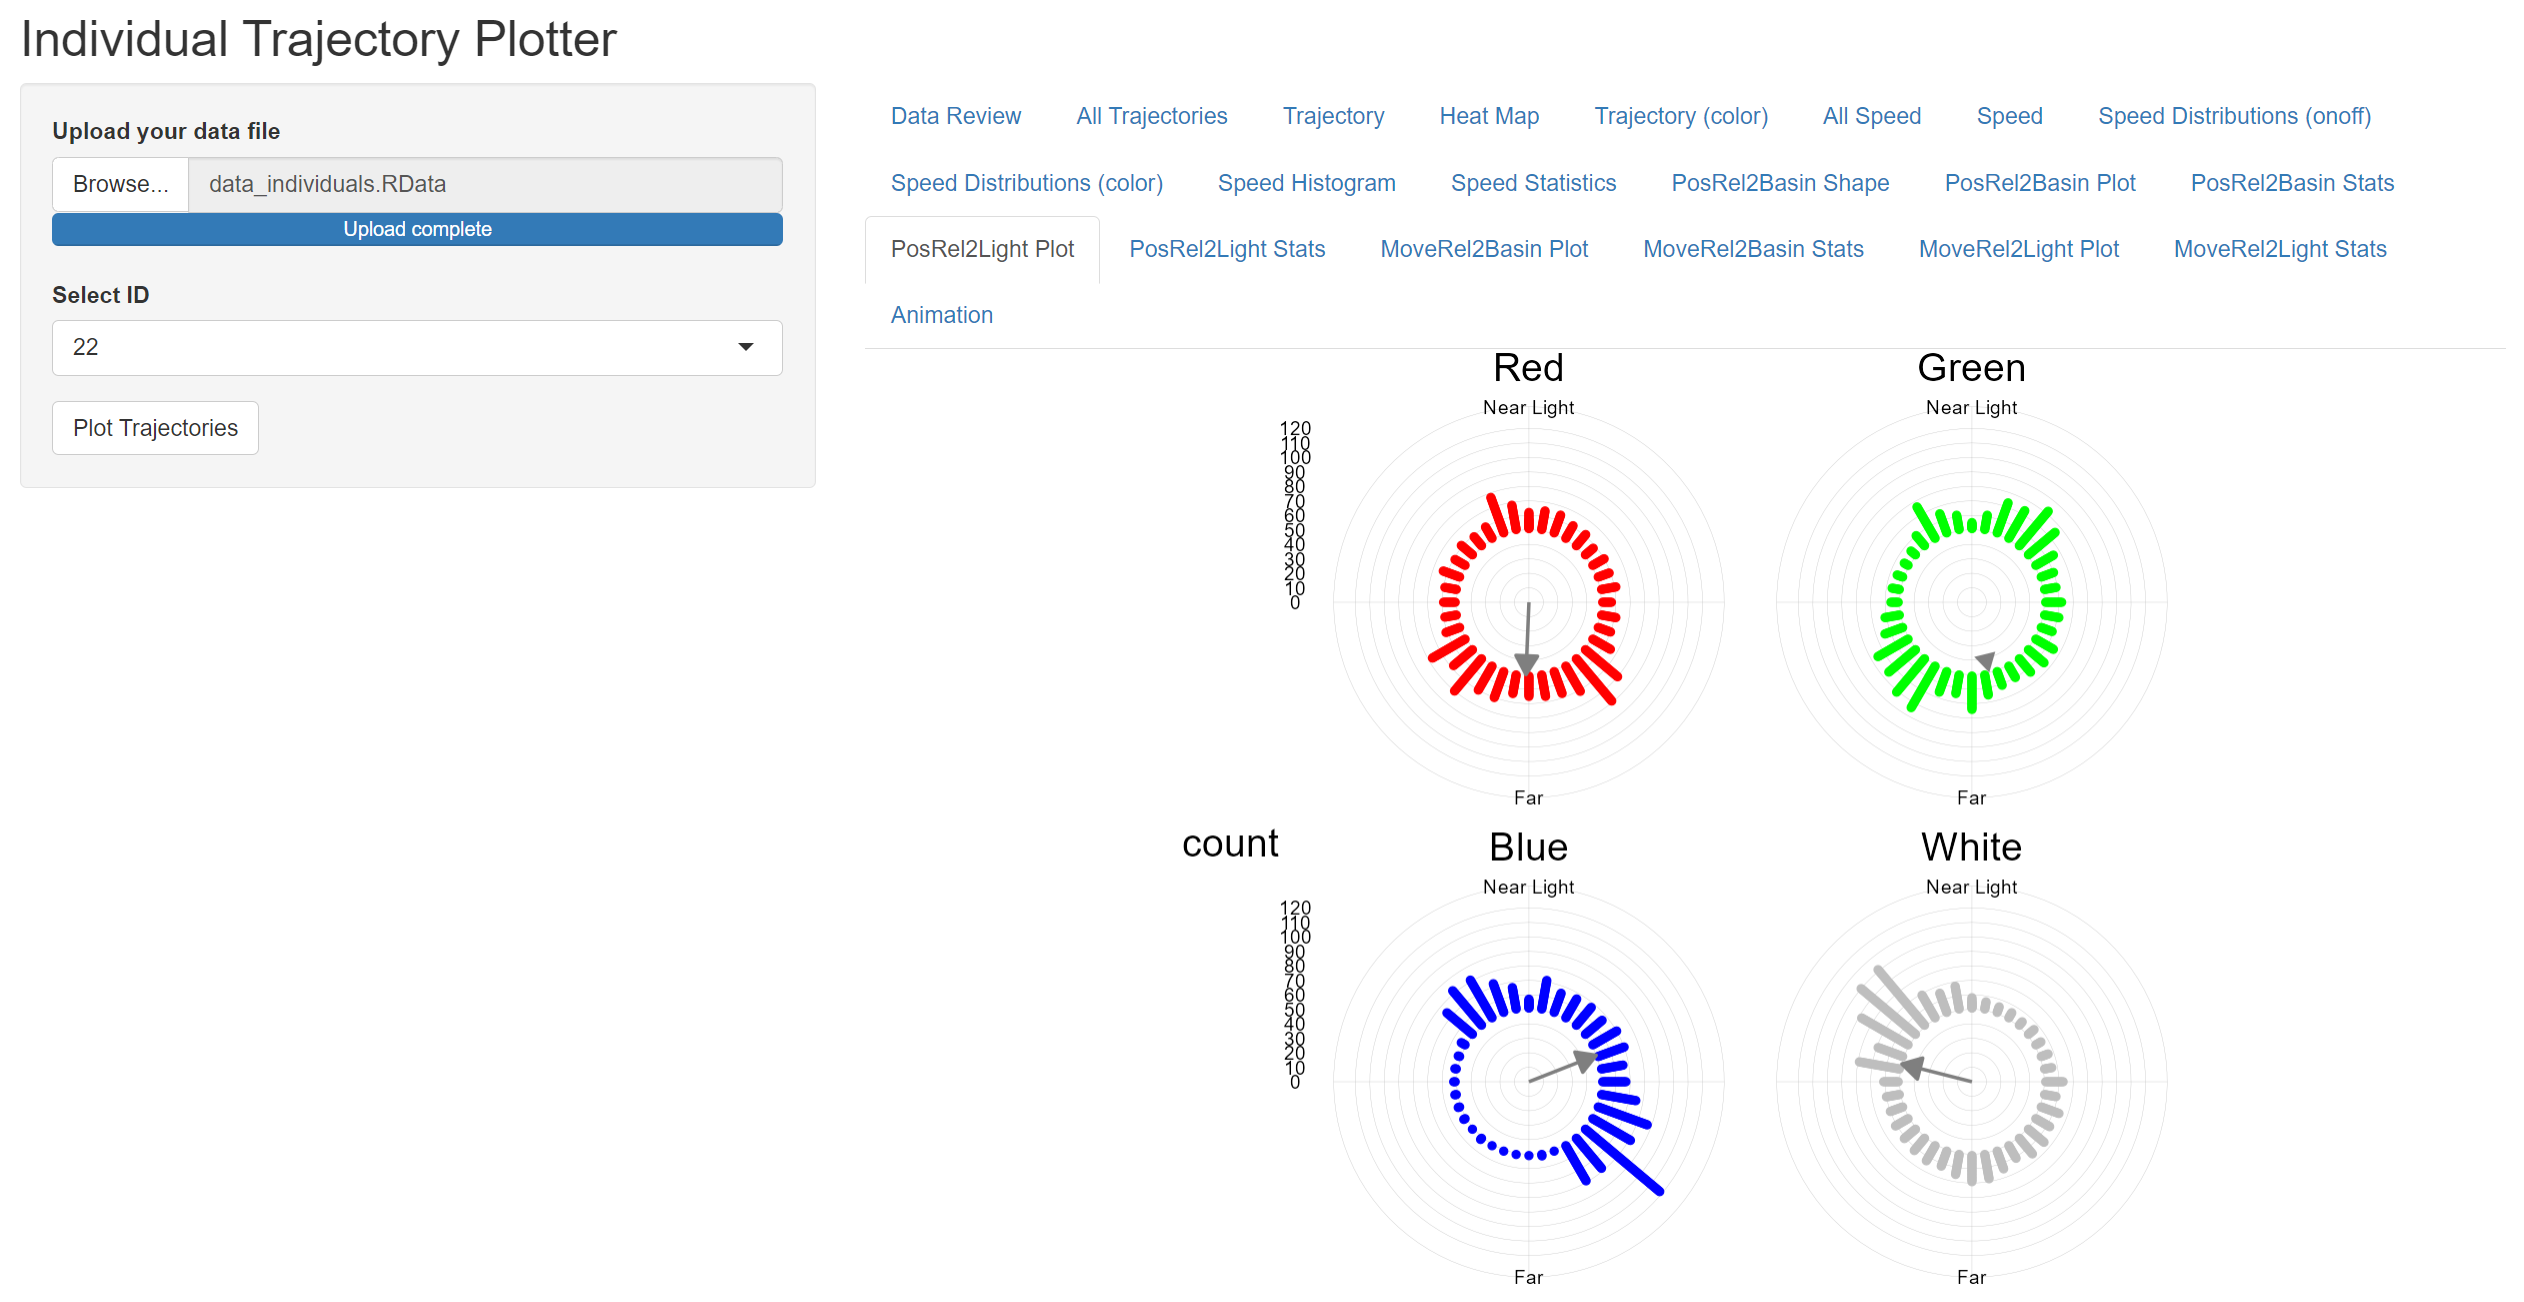 Individual Trajectory Plotter
Upload your data file
Browse... data_individuals.RData
Upload complete
Select ID
22
Plot Trajectories
Data Review All Trajectories Trajectory Heat Map Trajectory (color) All Speed Speed Speed Distributions (onoff)
Speed Distributions (color) Speed Histogram Speed Statistics PosRel2Basin Shape PosRel2Basin Plot PosRel2Basin Stats
PosRel2Light Plot PosRel2Light Stats MoveRel2Basin Plot MoveRel2Basin Stats MoveRel2Light Plot MoveRel2Light Stats
Animation
Red Green
Near Light Near Light
120
110
100
90
80
70
60
50
40
30
20
10
0
Far Far
count
Blue White
Near Light Near Light
120
110
100
90
80
70
60
50
40
30
20
10
0
Far Far